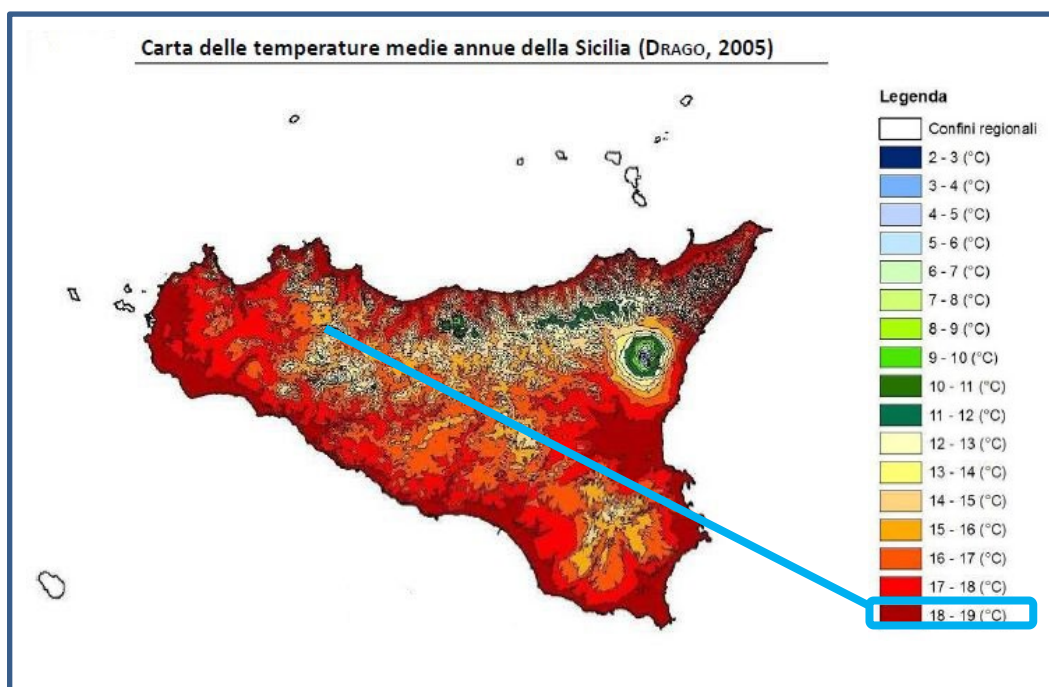 Carta delle temperature medie annue della Sicilia (DRAGO, 2005)
Legenda
Confini regionali
2 - 3 (°C)
3 - 4 (°C)
4 - 5 (°C)
5 - 6 (°C)
6 - 7 (°C)
7 - 8 (°C)
8 - 9 (°C)
9 - 10 (°C)
10 - 11 (°C)
11 - 12 (°C)
12 - 13 (°C)
13 - 14 (°C)
14 - 15 (°C)
15 - 16 (°C)
16 - 17 (°C)
17 - 18 (°C)
18 - 19 (°C)